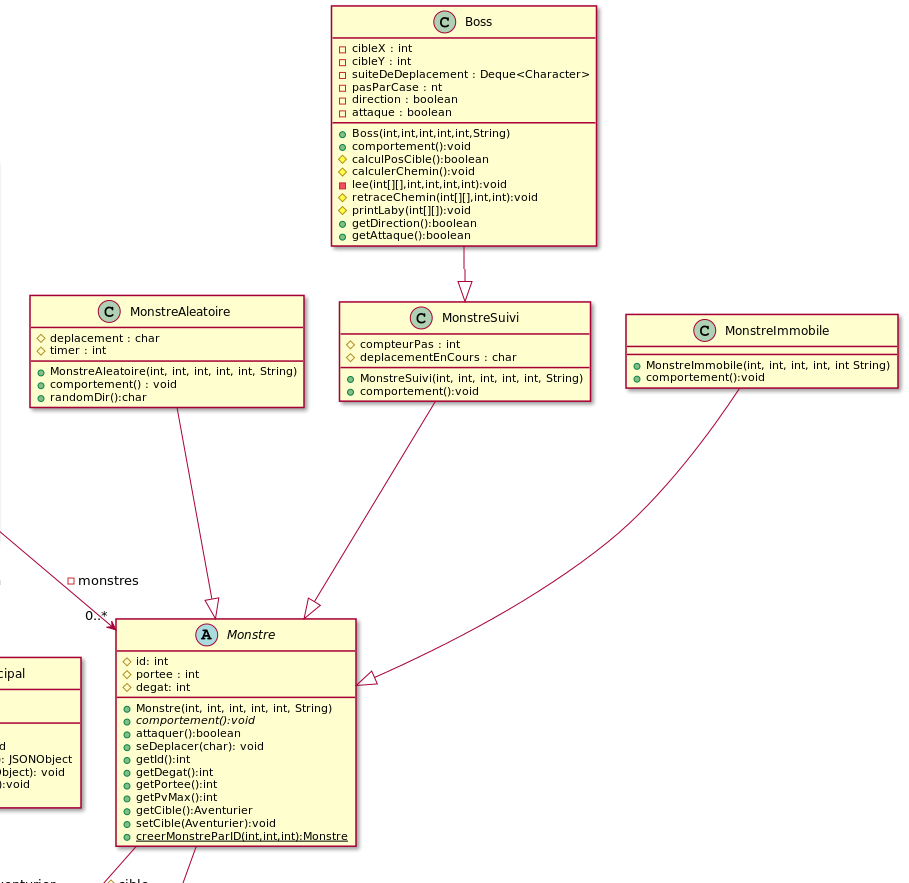 C Boss
cibleX : int
cibleY : int
suiteDeDeplacement : Deque<Character>
pasParCase : nt
direction : boolean
attaque : boolean
Boss(int,int,int,int,int,String)
comportement():void
calculPosCible():boolean
calculerChemin():void
lee(int[][],int,int,int,int):void
retraceChemin(int[][],int,int):void
printLaby(int[][]):void
getDirection():boolean
getAttaque():boolean
C MonstreAleatoire
deplacement : char
timer : int
MonstreAleatoire(int, int, int, int, int, String)
comportement() : void
randomDir():char
C MonstreSuivi
compteurPas : int
deplacementEnCours : char
MonstreSuivi(int, int, int, int, int, String)
comportement():void
C MonstreImmobile
MonstreImmobile(int, int, int, int, int String)
comportement():void
monstres
0..*
A Monstre
id: int
portee : int
degat: int
Monstre(int, int, int, int, int, String)
comportement():void
attaquer():boolean
seDeplacer(char): void
getId():int
getDegat():int
getPortee():int
getPvMax():int
getCible():Aventurier
setCible(Aventurier):void
creerMonstreParID(int,int,int):Monstre
cipal
d
: JSONObject
bject): void
):void
cible